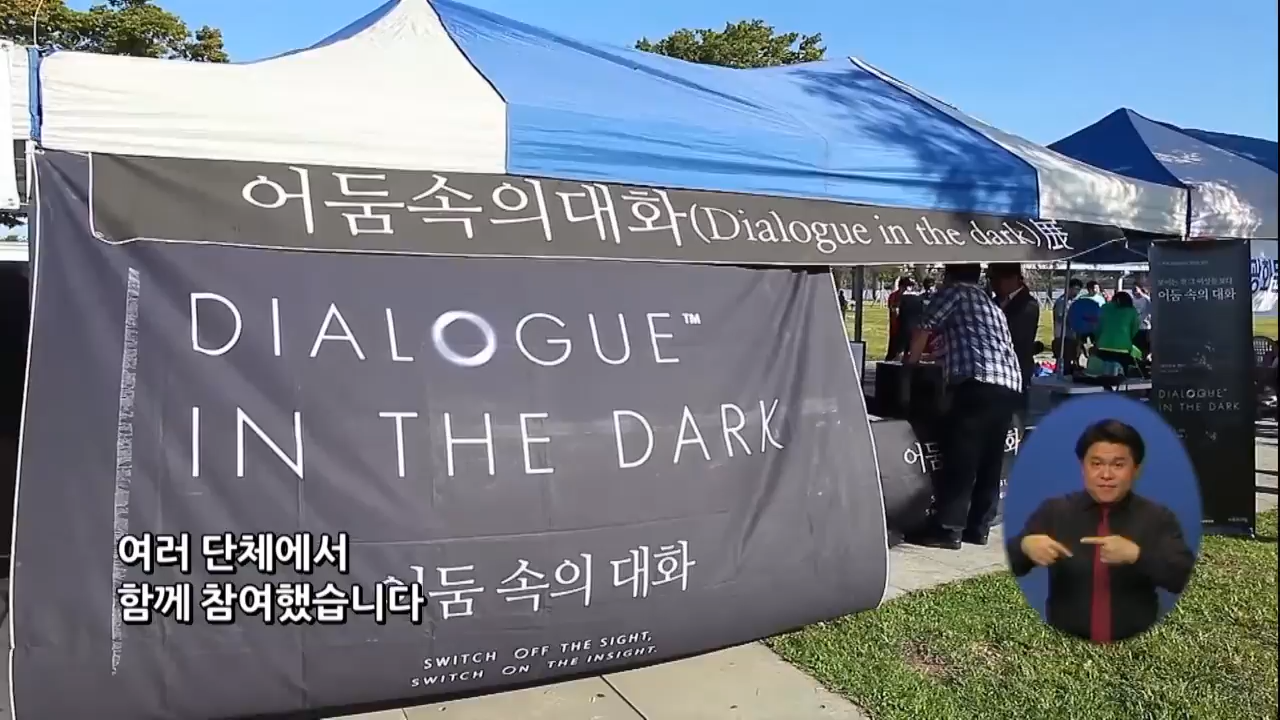 어둠속의대화(Dialogue in the dark)展
DIALOGUE™
IN THE DARK
어둠 속의 대화
SWITCH OFF THE SIGHT,
SWITCH ON THE INSIGHT.
여러 단체에서
함께 참여했습니다
어둠 속의 대화
DIALOGUE™
IN THE DARK